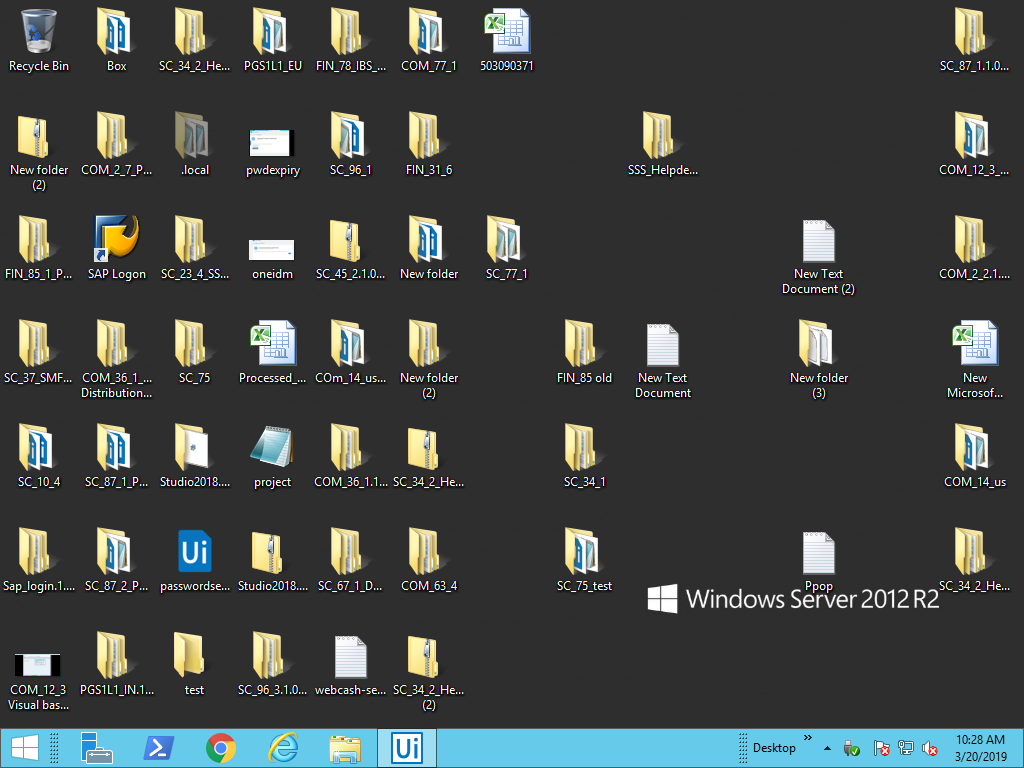 Recycle Bin
Box
SC_34_2_He...
PGS1L1_EU
FIN_78_IBS_...
COM_77_1
503090371
SC_87_1.1.0...
New folder
(2)
COM_2_7_P...
.local
pwdexpiry
SC_96_1
FIN_31_6
SSS_Helpde...
COM_12_3_...
FIN_85_1_P...
SAP Logon
SC_23_4_SS...
oneidm
SC_45_2.1.0...
New folder
SC_77_1
New Text
Document (2)
COM_2_2.1....
SC_37_SMF...
COM_36_1_...
Distribution...
SC_75
Processed_...
COm_14_us...
New folder
(2)
FIN_85 old
New Text
Document
New folder
(3)
New
Microsof...
SC_10_4
SC_87_1_P...
Studio2018....
project
COM_36_1.1...
SC_34_2_He...
SC_34_1
COM_14_us
Sap_login.1....
SC_87_2_P...
Ui
passwordse...
Studio2018....
SC_67_1_D...
COM_63_4
SC_75_test
Ppop
SC_34_2_He...
Windows Server 2012 R2
COM_12_3
Visual bas...
PGS1L1_IN.1...
test
SC_96_3.1.0...
webcash-se...
SC_34_2_He...
(2)
Ui
Desktop
10:28 AM
3/20/2019